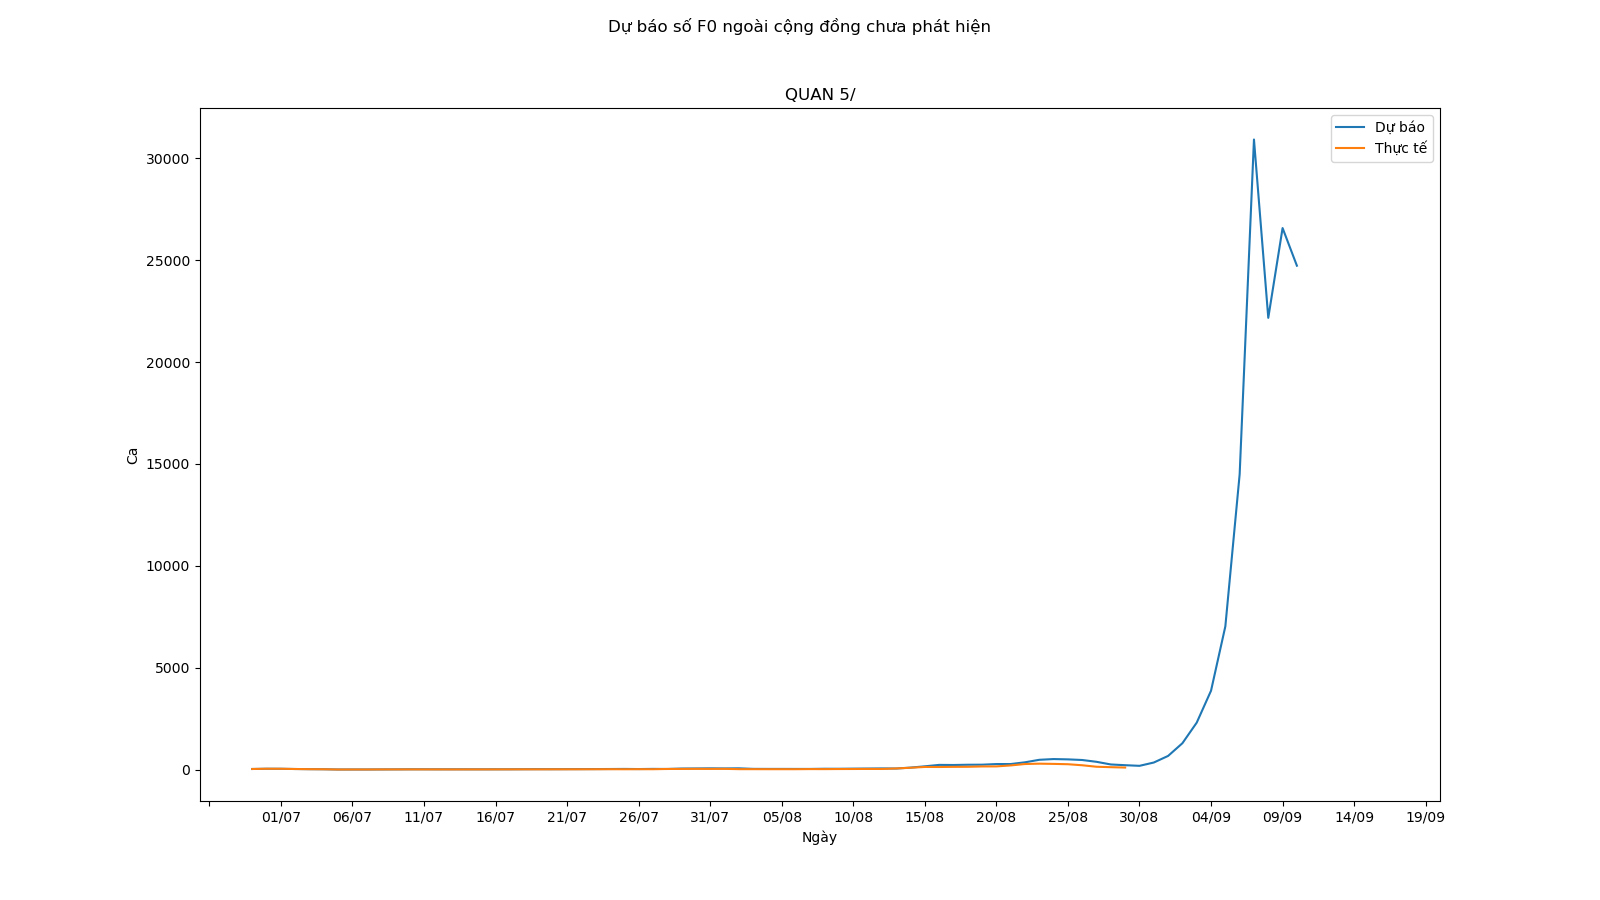 Dự báo số F0 ngoài cộng đồng chưa phát hiện
QUAN 5/
Dự báo
Thực tế
30000
25000
20000
15000
10000
5000
0
Ca
01/07 06/07 11/07 16/07 21/07 26/07 31/07 05/08 10/08 15/08 20/08 25/08 30/08 04/09 09/09 14/09 19/09
Ngày